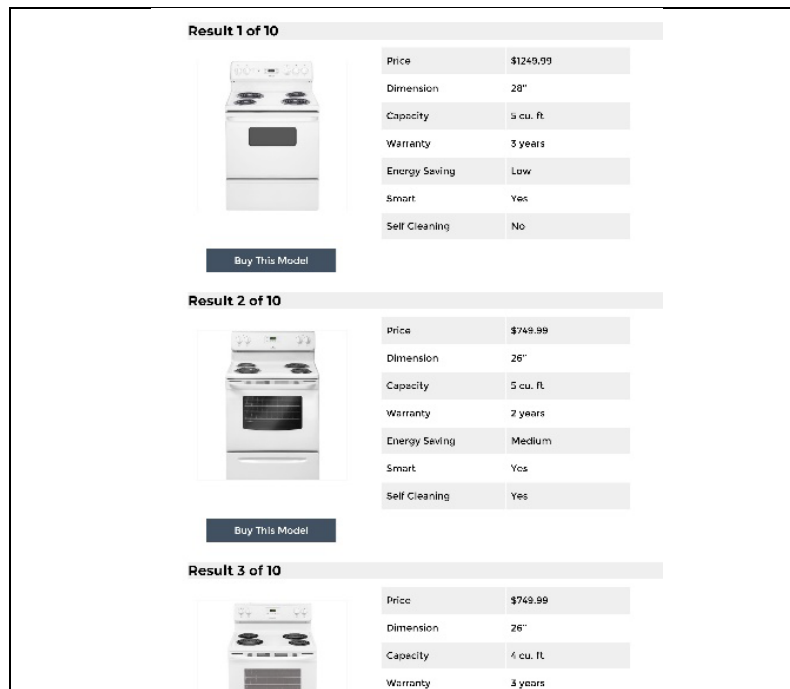 Result 1 of 10
Price $1249.99
Dimension 28"
Capacity 5 cu. ft.
Warranty 3 years
Energy Saving Low
Smart Yes
Self Cleaning No
Buy This Model
Result 2 of 10
Price $749.99
Dimension 26"
Capacity 5 cu. ft.
Warranty 2 years
Energy Saving Medium
Smart Yes
Self Cleaning Yes
Buy This Model
Result 3 of 10
Price $749.99
Dimension 26"
Capacity 4 cu. ft.
Warranty 3 years